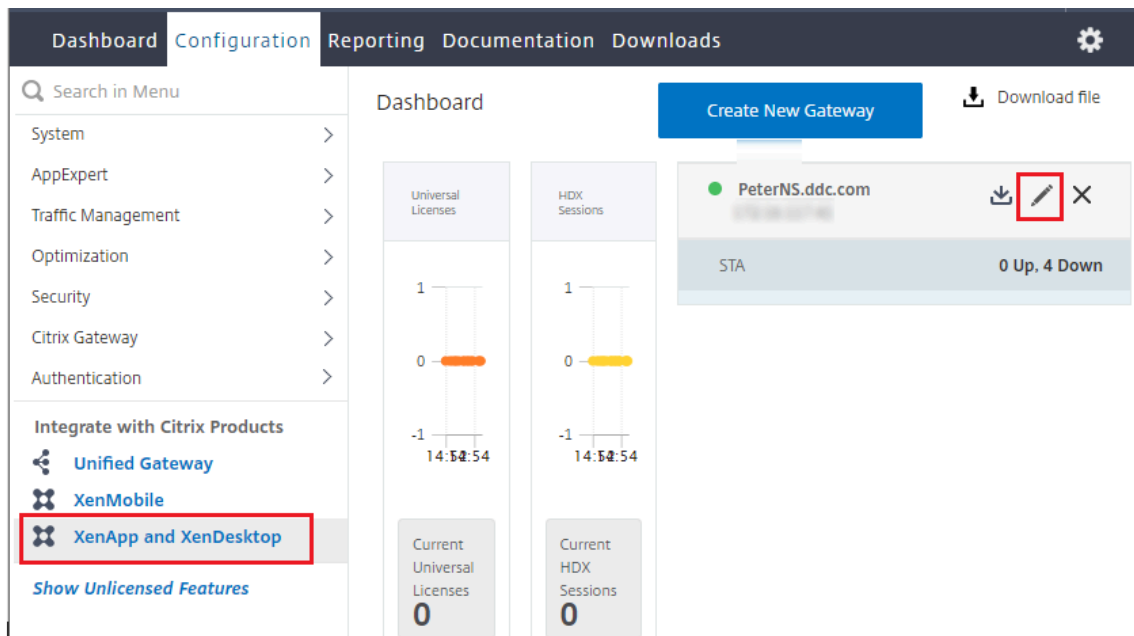 Dashboard Configuration Reporting Documentation Downloads
Search in Menu
System
AppExpert
Traffic Management
Optimization
Security
Citrix Gateway
Authentication
Integrate with Citrix Products
Unified Gateway
XenMobile
XenApp and XenDesktop
Show Unlicensed Features
Dashboard
Create New Gateway
Download file
Universal
Licenses
1
0
-1
Current
Universal
Licenses
0
HDX
Sessions
1
0
-1
Current
HDX
Sessions
0
PeterNS.ddc.com
STA 0 Up, 4 Down